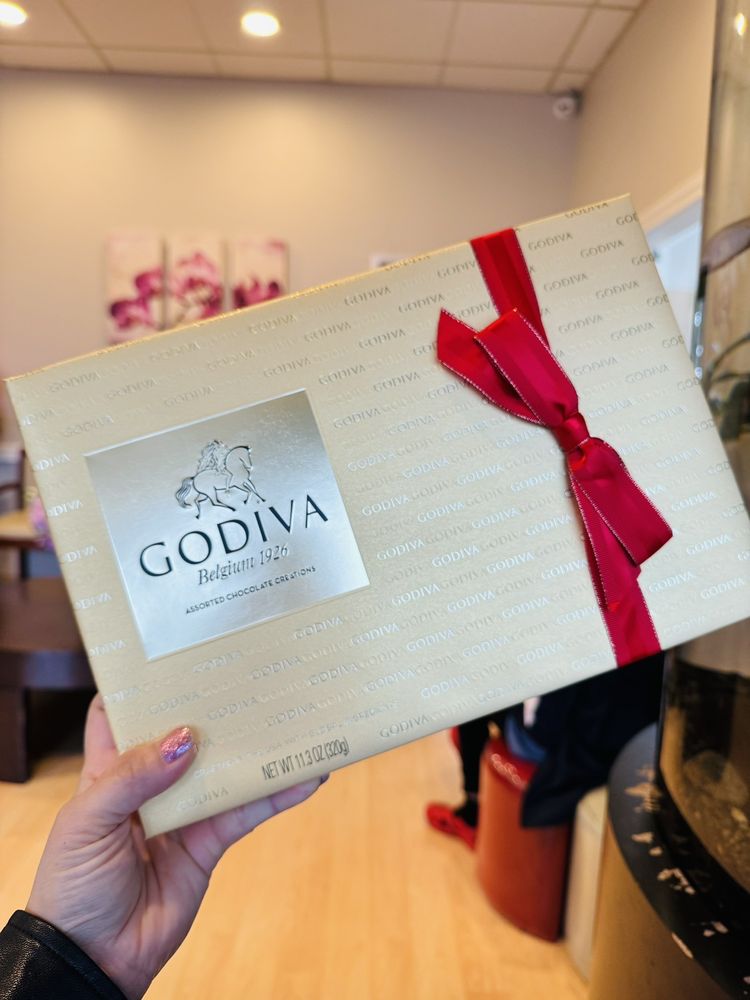 GODIVA
Belgium 1926
ASSORTED CHOCOLATE CREATIONS
NET WT 11.3 OZ (320g)